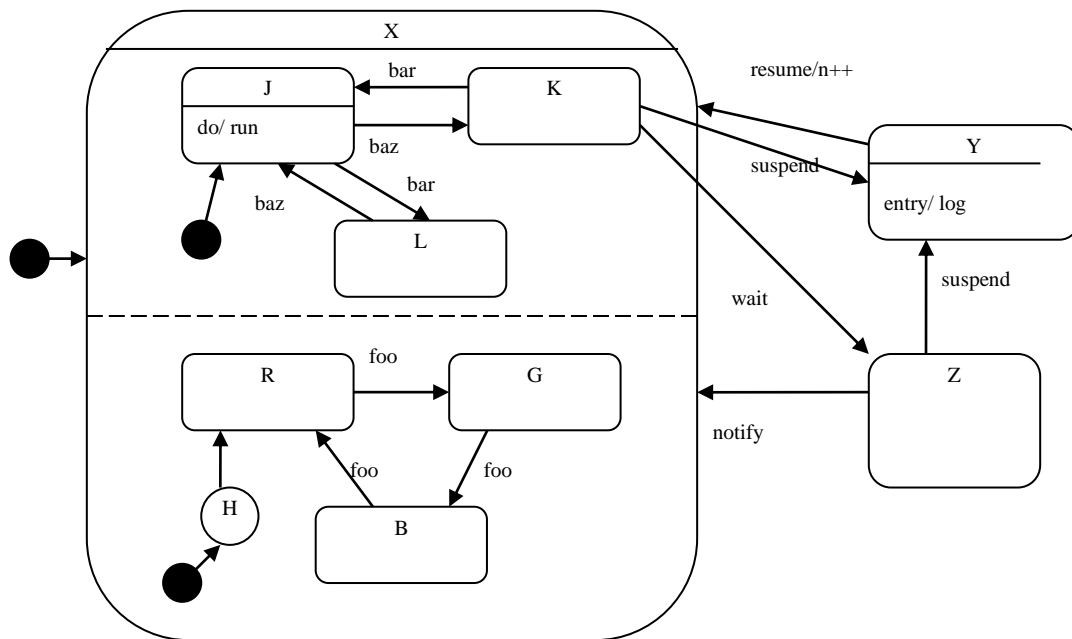 X
resume/n++
bar
J
K
do/ run
baz
suspend
Y
bar
baz
entry/ log
L
suspend
wait
foo
R
G
Z
notify
foo
foo
H
B